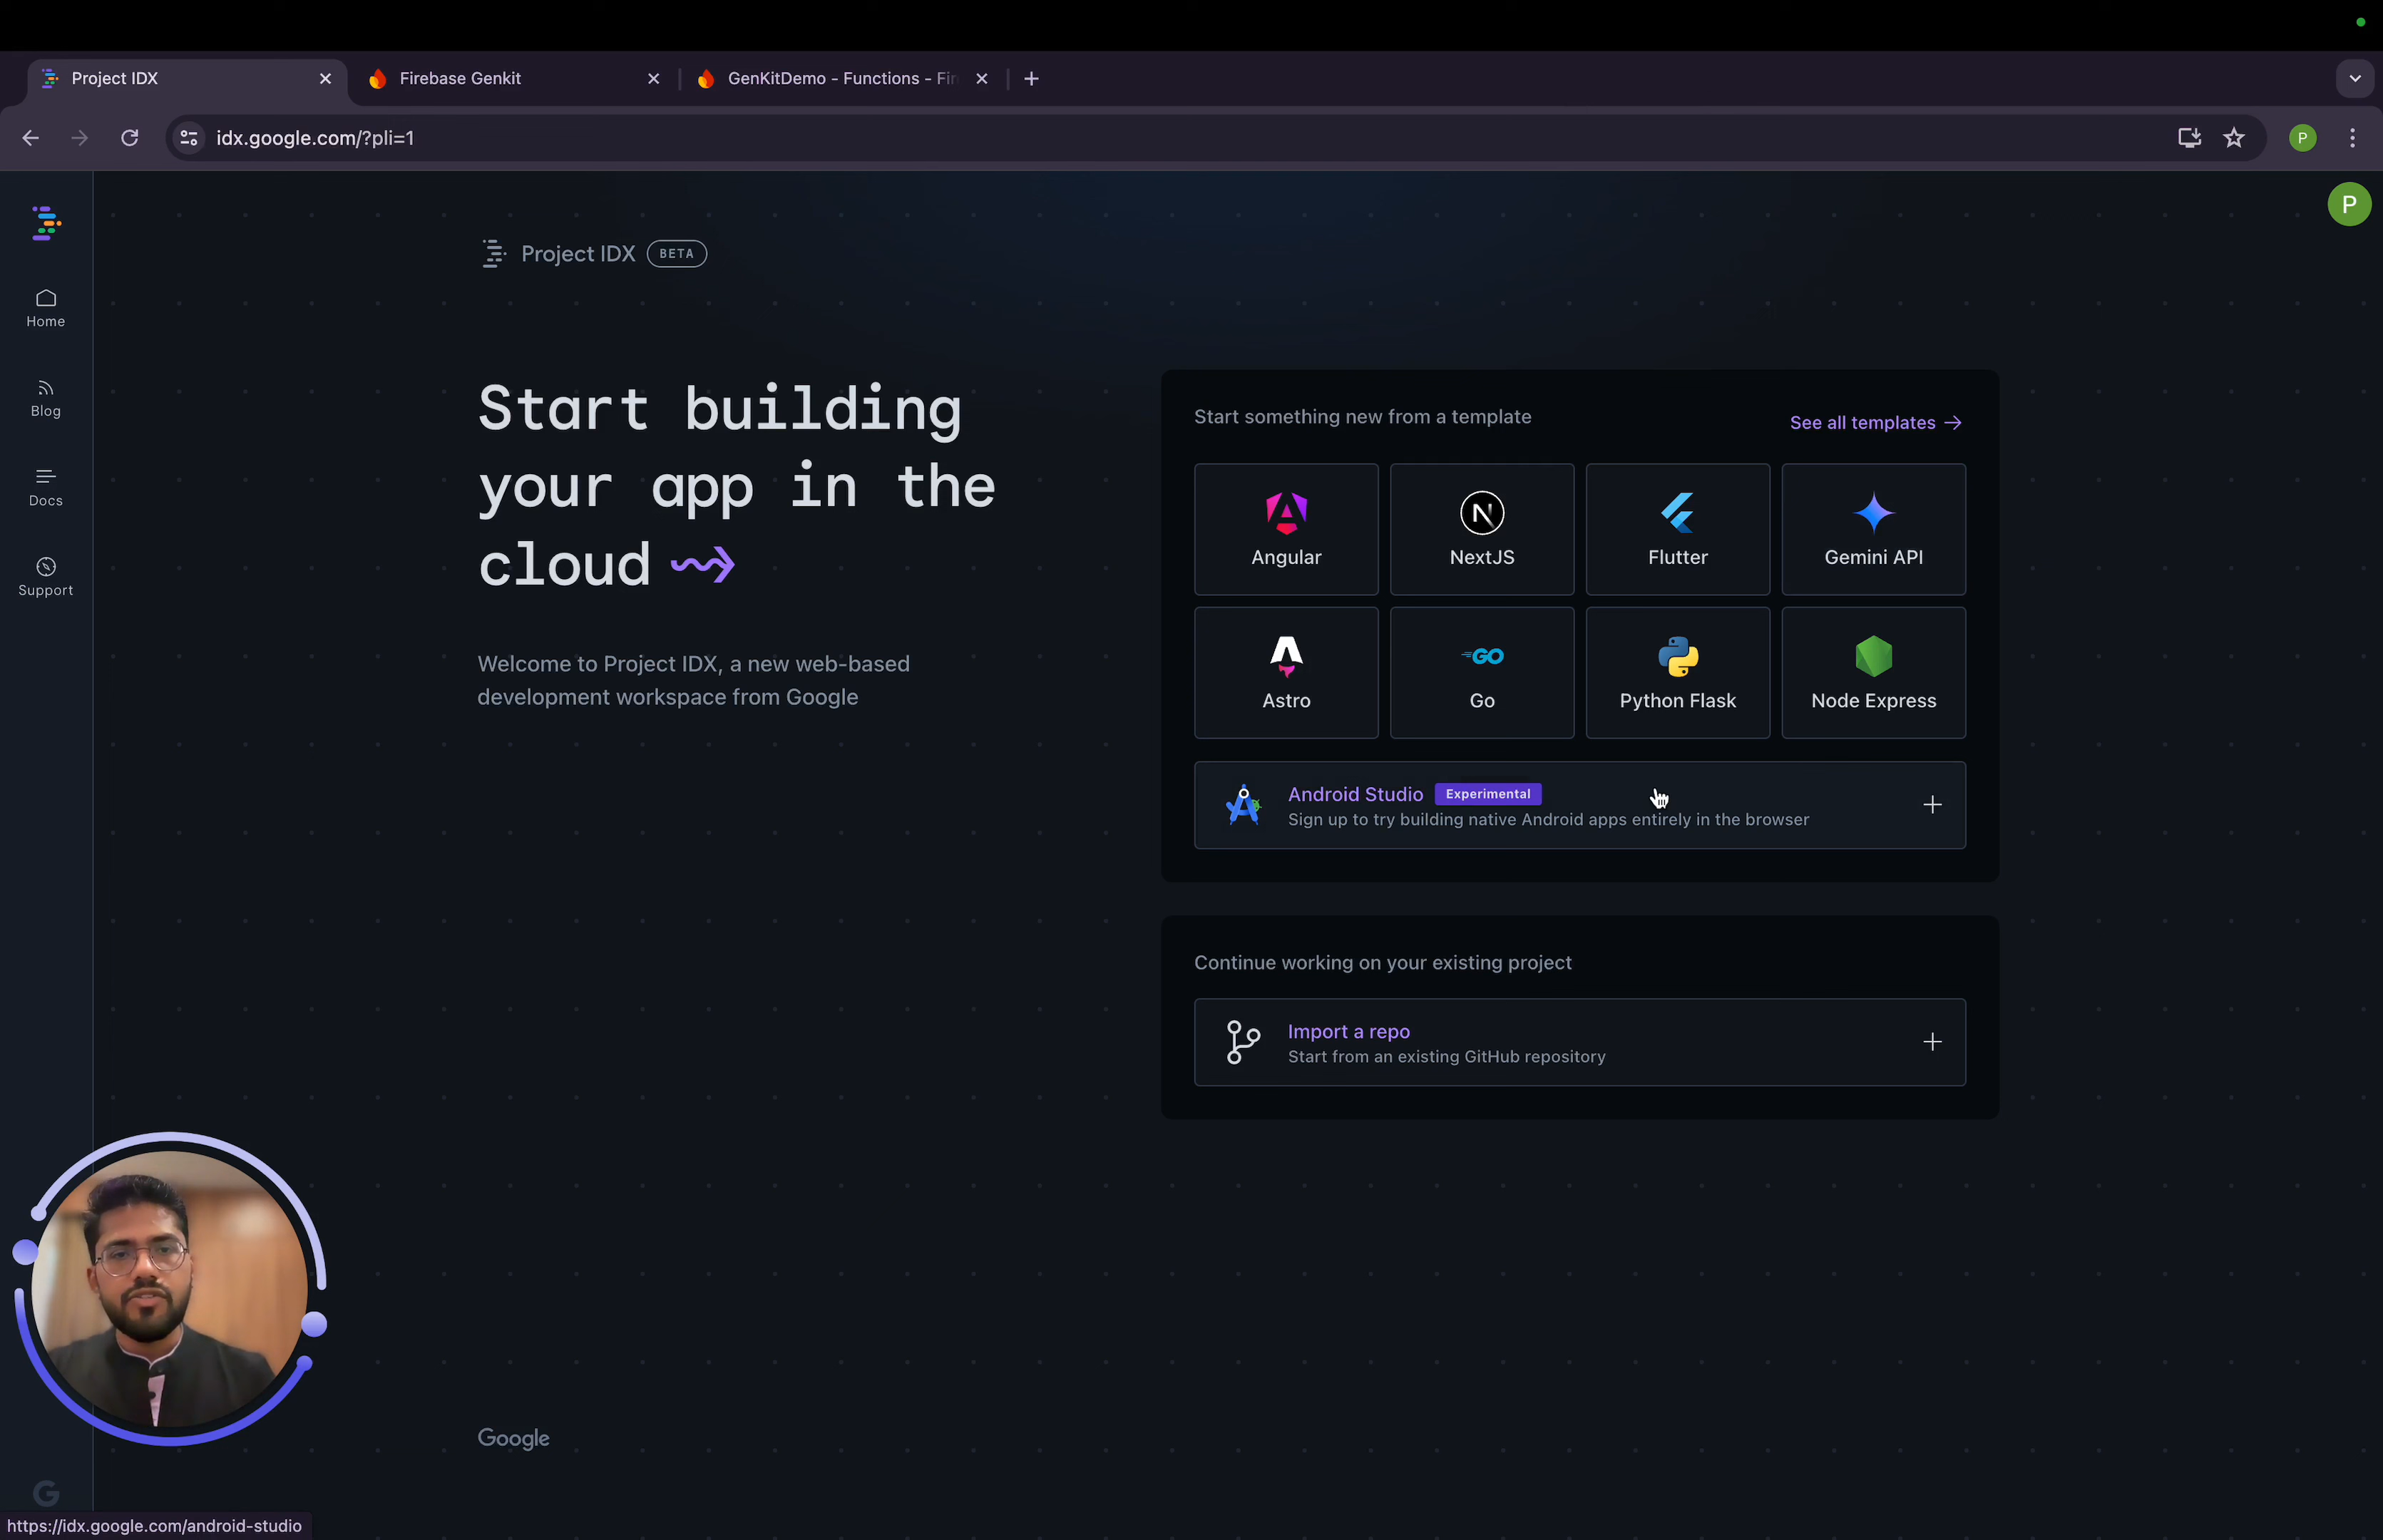 Project IDX
Firebase Genkit
GenKitDemo - Functions - Fir
idx.google.com/?pli=1
P
P
Home
Blog
Docs
Support
Project IDX BETA
Start building
your app in the
cloud
Welcome to Project IDX, a new web-based
development workspace from Google
Start something new from a template
See all templates
Angular
NextJS
Flutter
Gemini API
Astro
GO
Go
Python Flask
Node Express
Android Studio Experimental
Sign up to try building native Android apps entirely in the browser
Continue working on your existing project
Import a repo
Start from an existing GitHub repository
Google
G
https://idx.google.com/android-studio